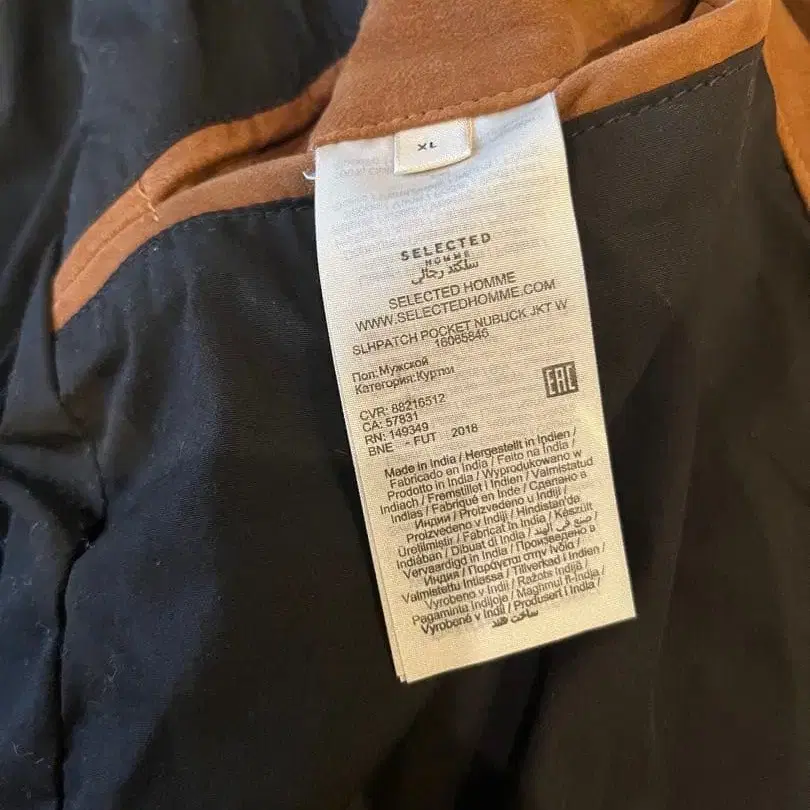 XL
SELECTED
HOMME
سلكتد رجالي
SELECTED HOMME
WWW.SELECTEDHOMME.COM
SLHPATCH POCKET NUBUCK JKT W
16065846
Пол:Мужской
Категория:Куртки
EAC
CVR: 88216512
CA: 57831
RN: 149349
BNE - FUT 2018
Made in India / Hergestellt in Indien /
Fabricado en India / Feito na Índia /
Prodotto in India / Wyprodukowano w
Indiach / Fremstillet i Indien / Valmistatud
Indias / Fabriqué en Inde / Сделано в
Индии / Proizvedeno u Indiji /
Proizvedeno v Indiji / Hindistan'da
Üretilmiştir / Fabricat în India / Készült
Indiában / Dibuat di India / صنع في الهند /
Vervaardigd in India / Произведено в
Индия / Παράγεται στην Ινδία /
Valmistettu Intiassa / Tillverkad i Indien /
Vyrobeno v Indii / Ražots Indijā /
Pagaminta Indijoje / Maghmul fl-Indja /
Vyrobené v Indii / Produsert i India /
ساخت هند